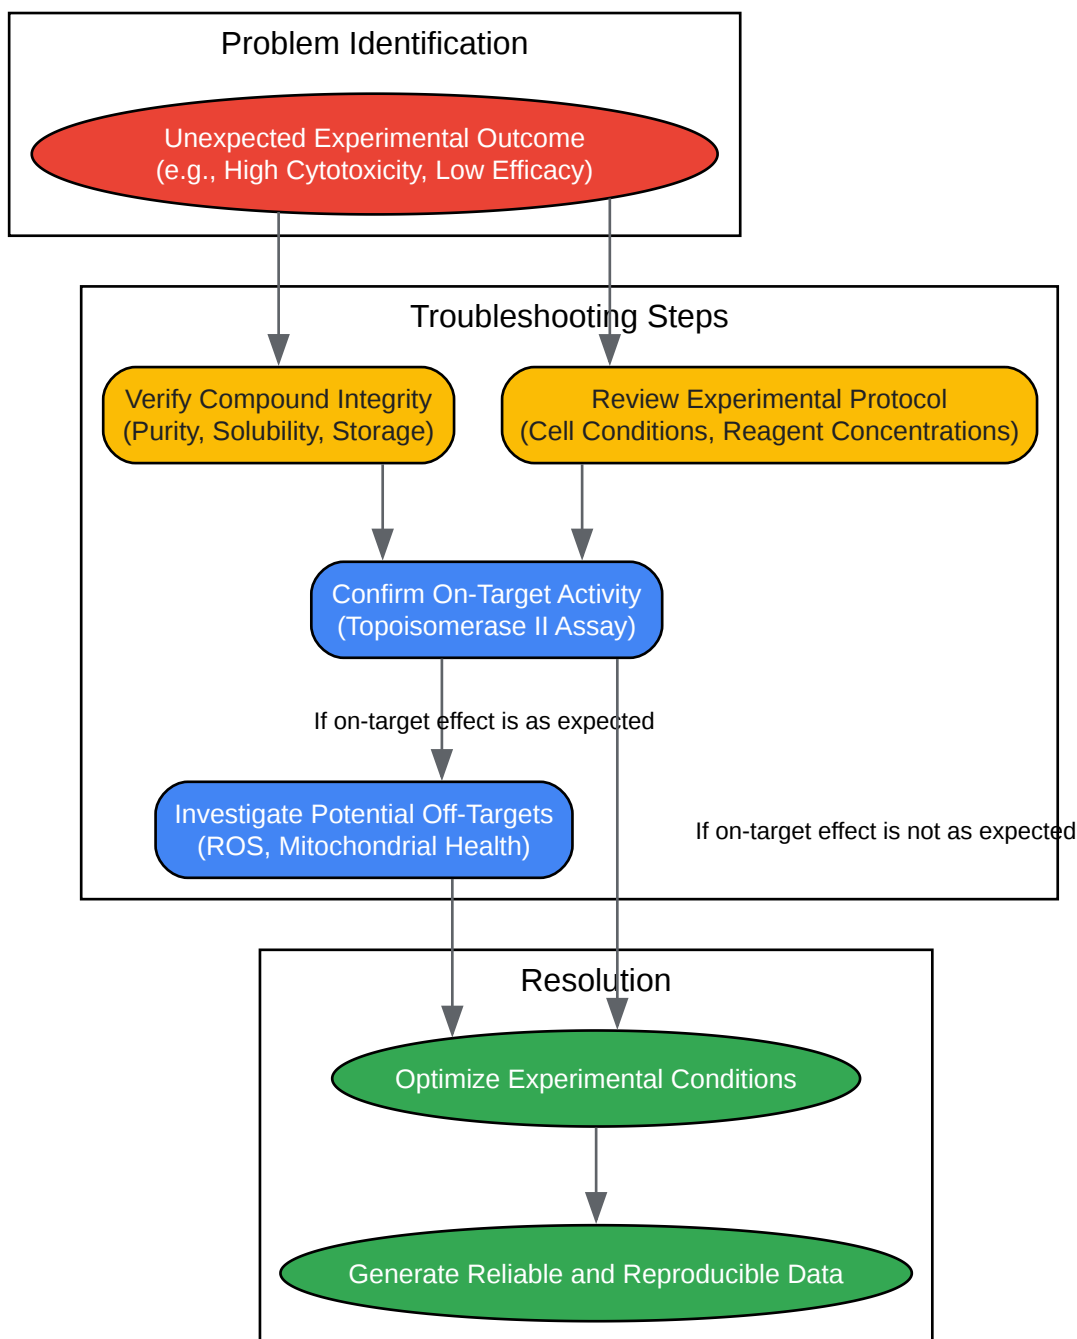 Problem Identification
Unexpected Experimental Outcome
(e.g., High Cytotoxicity, Low Efficacy)
Troubleshooting Steps
Verify Compound Integrity
(Purity, Solubility, Storage)
Review Experimental Protocol
(Cell Conditions, Reagent Concentrations)
Confirm On-Target Activity
(Topoisomerase II Assay)
If on-target effect is as expected
Investigate Potential Off-Targets
(ROS, Mitochondrial Health)
If on-target effect is not as expected
Resolution
Optimize Experimental Conditions
Generate Reliable and Reproducible Data